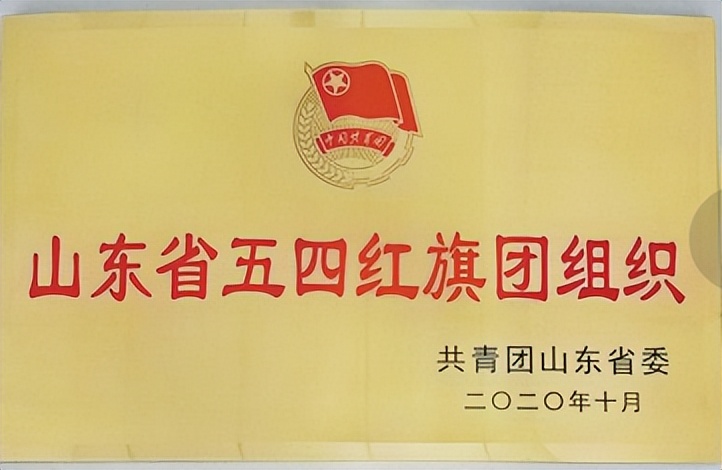 中国共青团
山东省五四红旗团组织
共青团山东省委
二〇二〇年十月